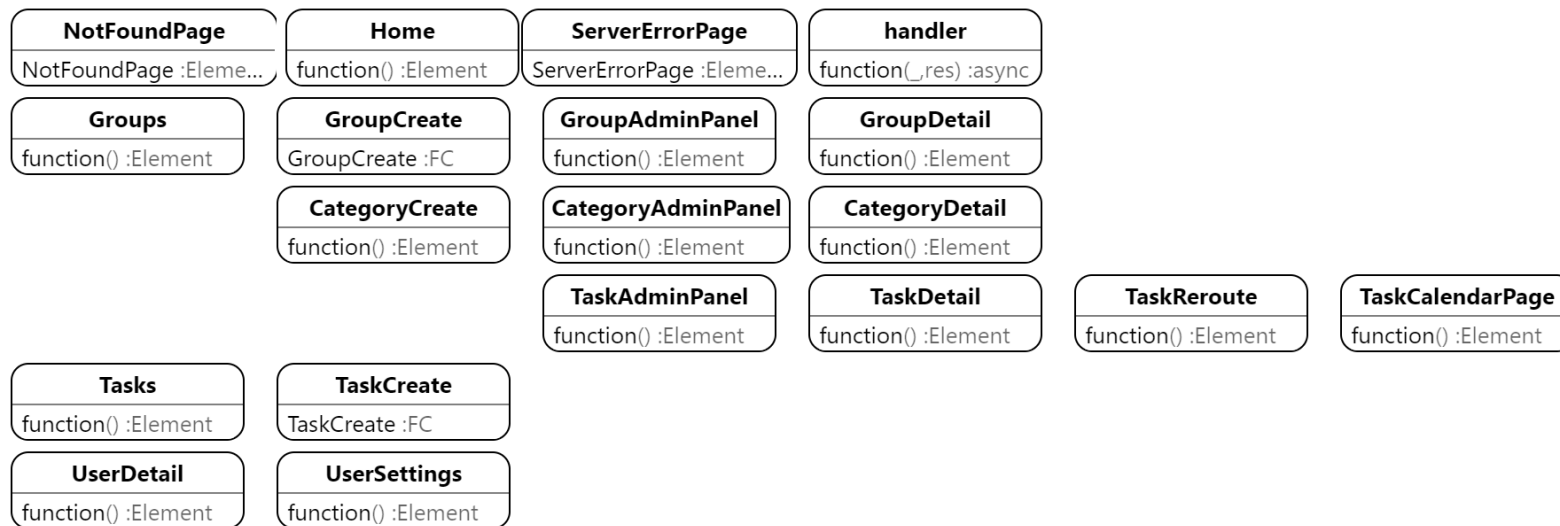 NotFoundPage
NotFoundPage :Eleme...
Home
function() :Element
ServerErrorPage
ServerErrorPage :Eleme...
handler
function(_,res) :async
Groups
function() :Element
GroupCreate
GroupCreate :FC
GroupAdminPanel
function() :Element
GroupDetail
function() :Element
CategoryCreate
function() :Element
CategoryAdminPanel
function() :Element
CategoryDetail
function() :Element
TaskAdminPanel
function() :Element
TaskDetail
function() :Element
TaskReroute
function() :Element
TaskCalendarPage
function() :Element
Tasks
function() :Element
TaskCreate
TaskCreate :FC
UserDetail
function() :Element
UserSettings
function() :Element